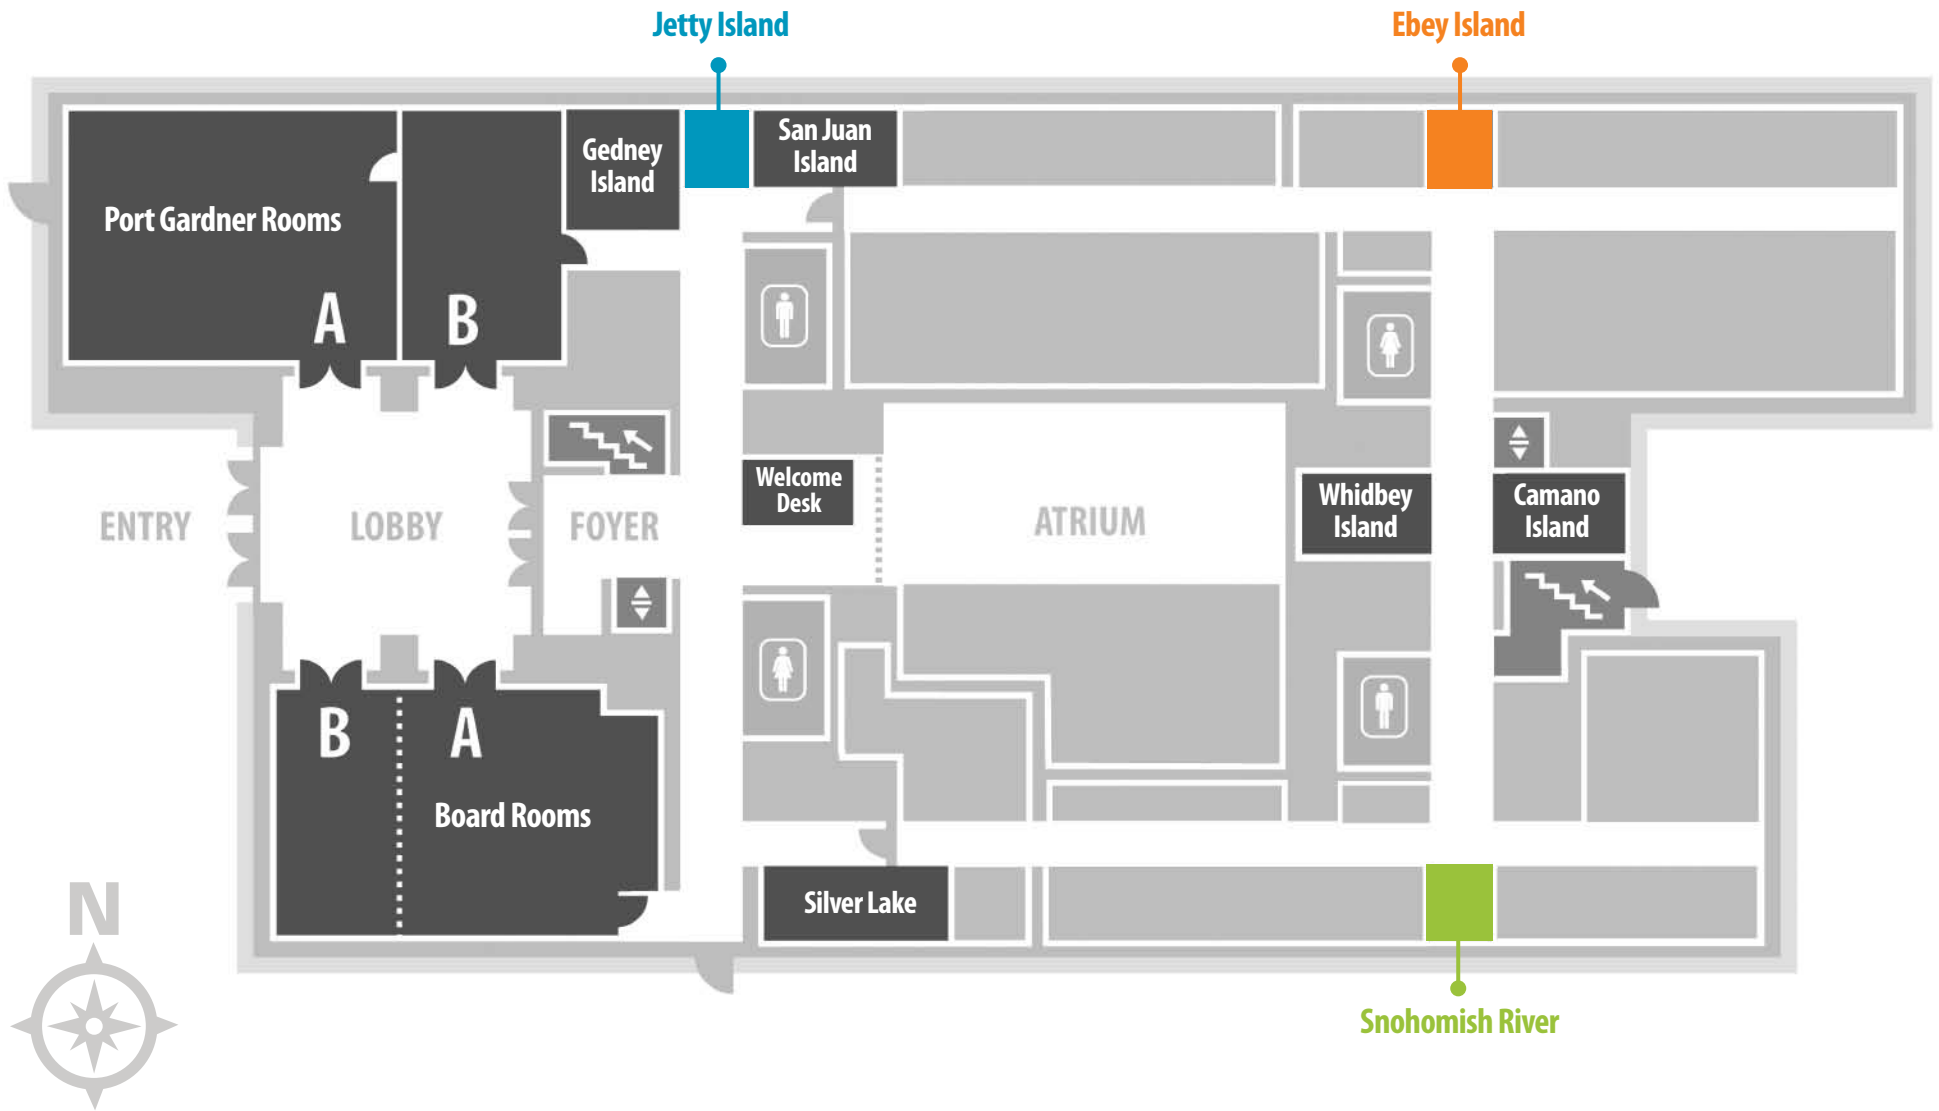 Jetty Island
Ebey Island
Gedney
Island
San Juan
Island
Port Gardner Rooms
A
B
Welcome
Desk
Whidbey
Island
Camano
Island
ENTRY
LOBBY
FOYER
ATRIUM
B
A
Board Rooms
Silver Lake
N
Snohomish River